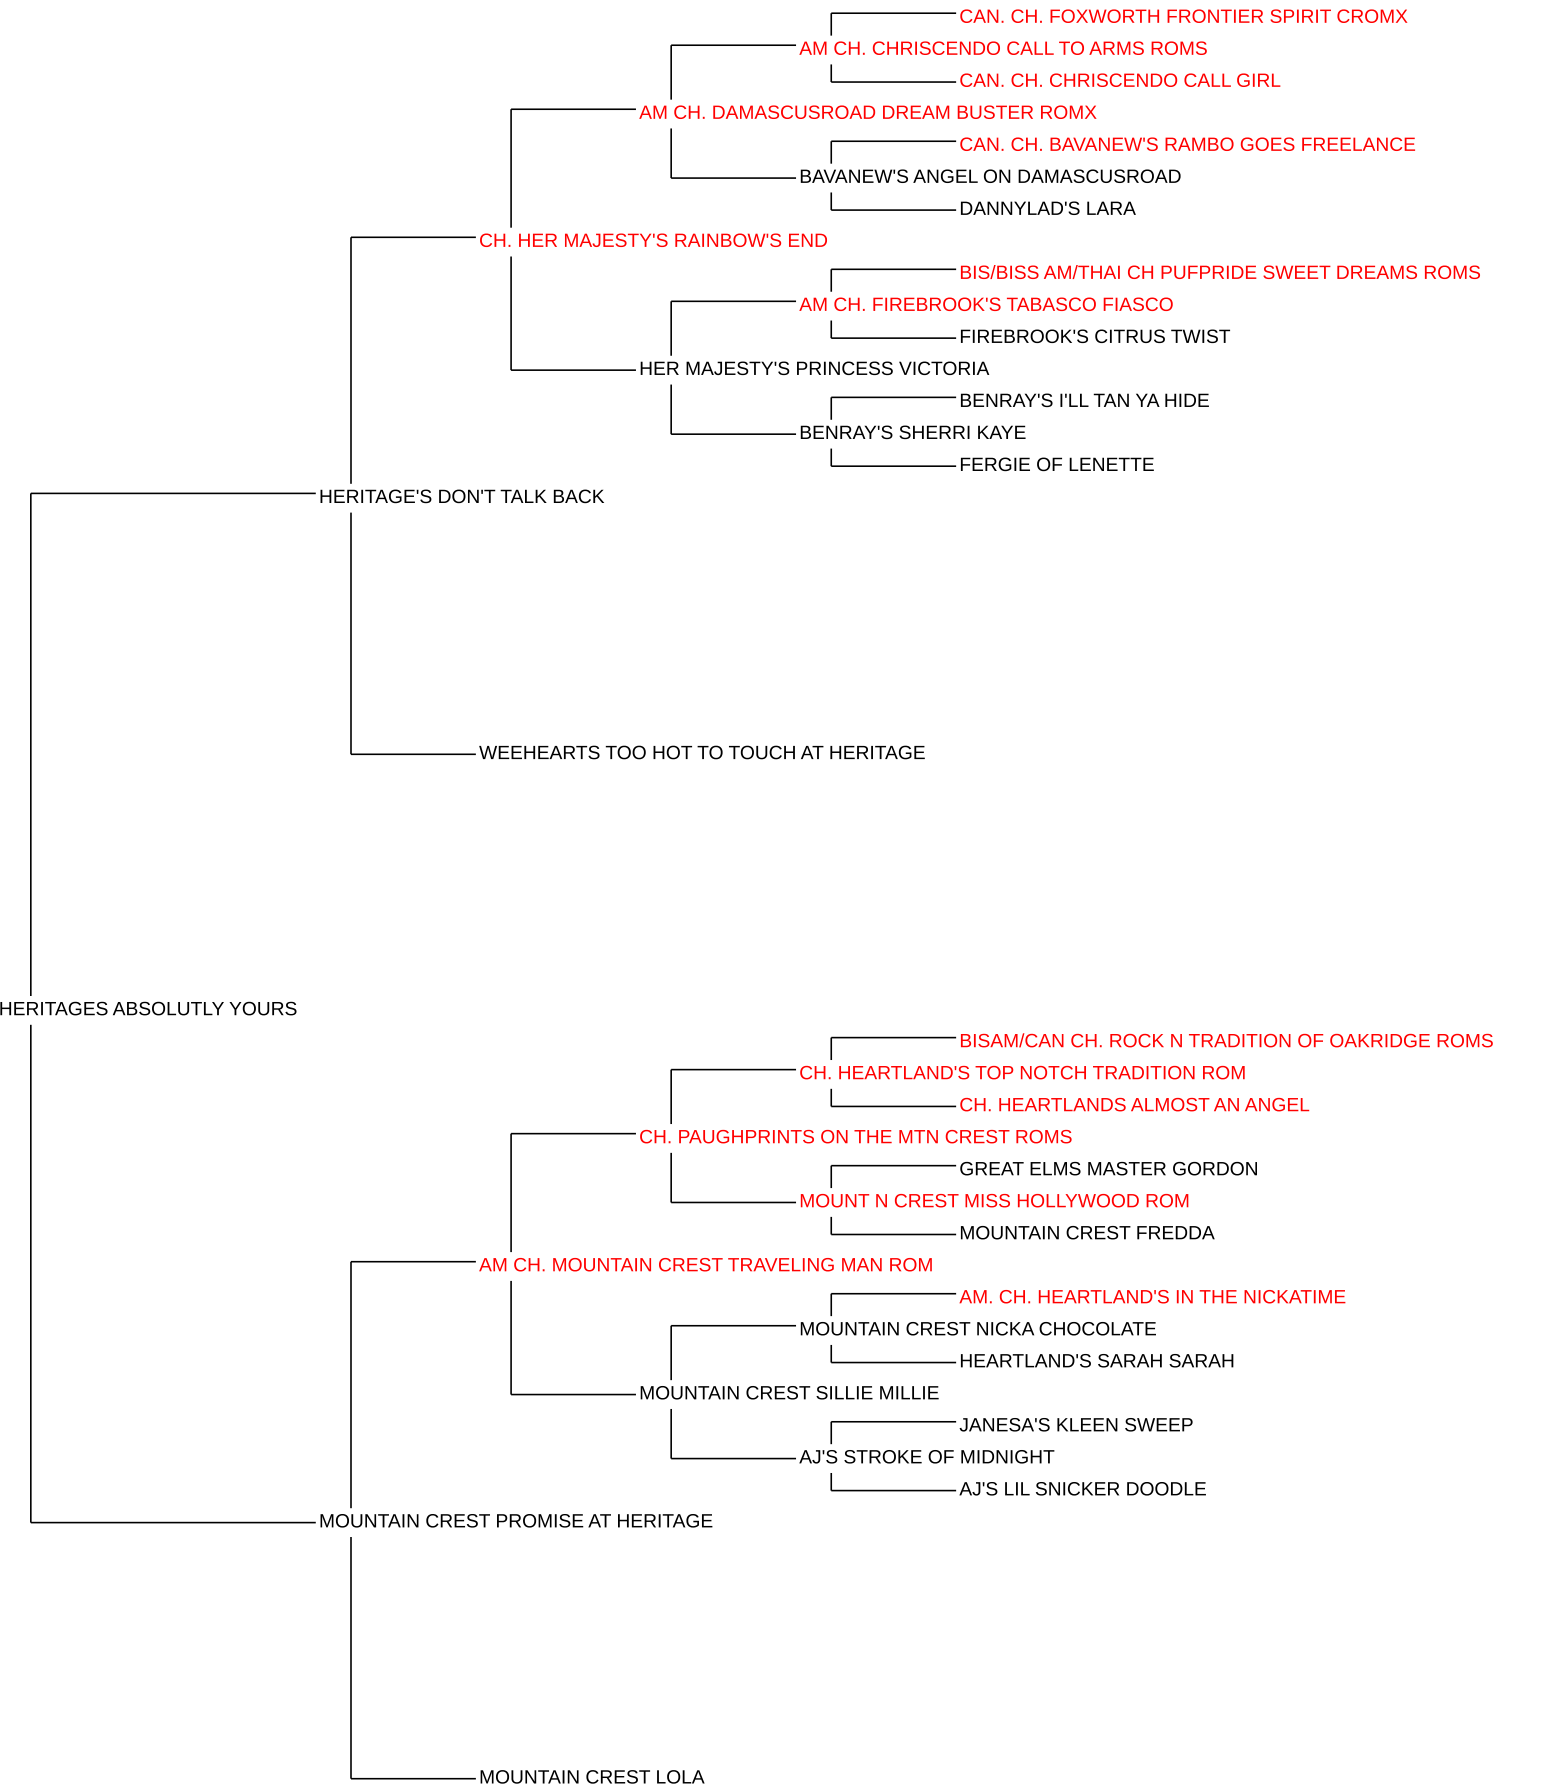 CAN. CH. FOXWORTH FRONTIER SPIRIT CROMX
AM CH. CHRISCENDO CALL TO ARMS ROMS
CAN. CH. CHRISCENDO CALL GIRL
AM CH. DAMASCUSROAD DREAM BUSTER ROMX
CAN. CH. BAVANEW'S RAMBO GOES FREELANCE
BAVANEW'S ANGEL ON DAMASCUSROAD
DANNYLAD'S LARA
CH. HER MAJESTY'S RAINBOW'S END
BIS/BISS AM/THAI CH PUFPRIDE SWEET DREAMS ROMS
AM CH. FIREBROOK'S TABASCO FIASCO
FIREBROOK'S CITRUS TWIST
HER MAJESTY'S PRINCESS VICTORIA
BENRAY'S I'LL TAN YA HIDE
BENRAY'S SHERRI KAYE
FERGIE OF LENETTE
HERITAGE'S DON'T TALK BACK
WEEHEARTS TOO HOT TO TOUCH AT HERITAGE
HERITAGES ABSOLUTLY YOURS
BISAM/CAN CH. ROCK N TRADITION OF OAKRIDGE ROMS
CH. HEARTLAND'S TOP NOTCH TRADITION ROM
CH. HEARTLANDS ALMOST AN ANGEL
CH. PAUGHPRINTS ON THE MTN CREST ROMS
GREAT ELMS MASTER GORDON
MOUNT N CREST MISS HOLLYWOOD ROM
MOUNTAIN CREST FREDDA
AM CH. MOUNTAIN CREST TRAVELING MAN ROM
AM. CH. HEARTLAND'S IN THE NICKATIME
MOUNTAIN CREST NICKA CHOCOLATE
HEARTLAND'S SARAH SARAH
MOUNTAIN CREST SILLIE MILLIE
JANESA'S KLEEN SWEEP
AJ'S STROKE OF MIDNIGHT
AJ'S LIL SNICKER DOODLE
MOUNTAIN CREST PROMISE AT HERITAGE
MOUNTAIN CREST LOLA